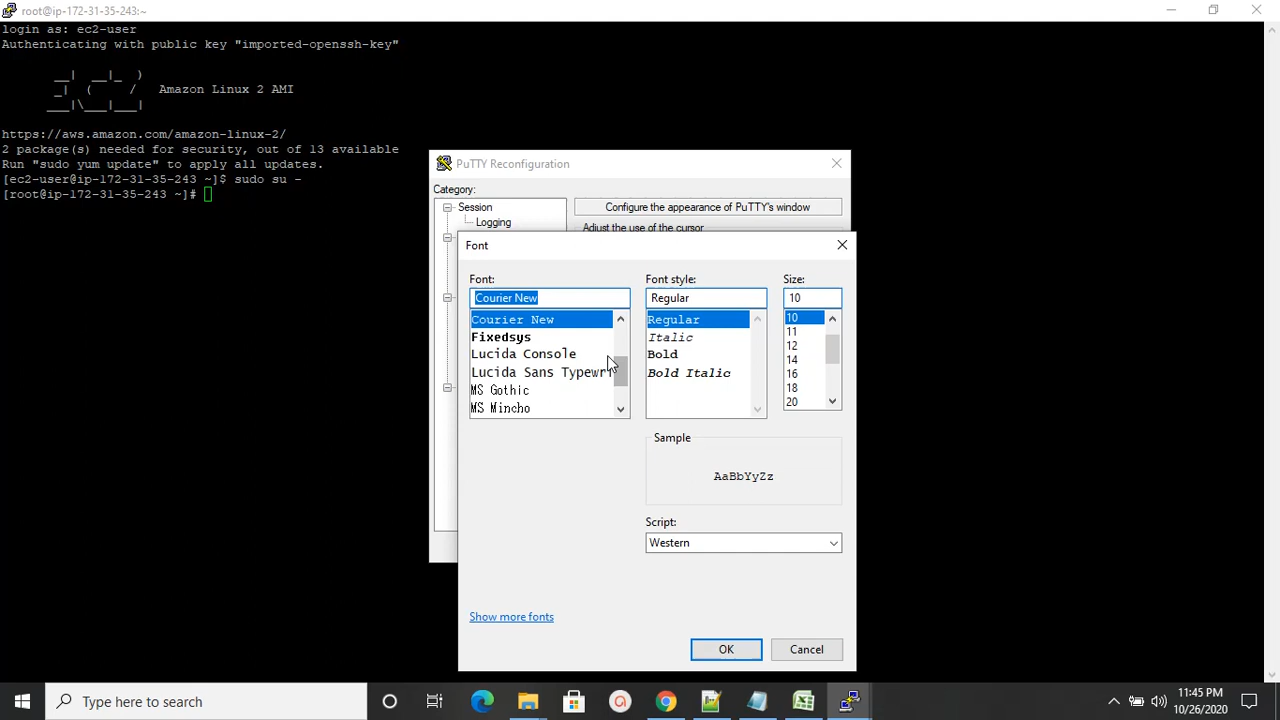 root@ip-172-31-35-243:~
login as: ec2-user
Authenticating with public key "imported-openssh-key"
__| __|_ )
_| ( / Amazon Linux 2 AMI
___|\___|___|
https://aws.amazon.com/amazon-linux-2/
2 package(s) needed for security, out of 13 available
Run "sudo yum update" to apply all updates.
[ec2-user@ip-172-31-35-243 ~]$ sudo su -
[root@ip-172-31-35-243 ~]#
PuTTY Reconfiguration
Category:
Session
Logging
Configure the appearance of PuTTY's window
Adjust the use of the cursor
Font
Font:
Courier New
Courier New
Fixedsys
Lucida Console
Lucida Sans Typewri
MS Gothic
MS Mincho
Font style:
Regular
Regular
Italic
Bold
Bold Italic
Size:
10
10
11
12
14
16
18
20
Sample
AaBbYyZz
Script:
Western
Show more fonts
OK
Cancel
Type here to search
11:45 PM
10/26/2020